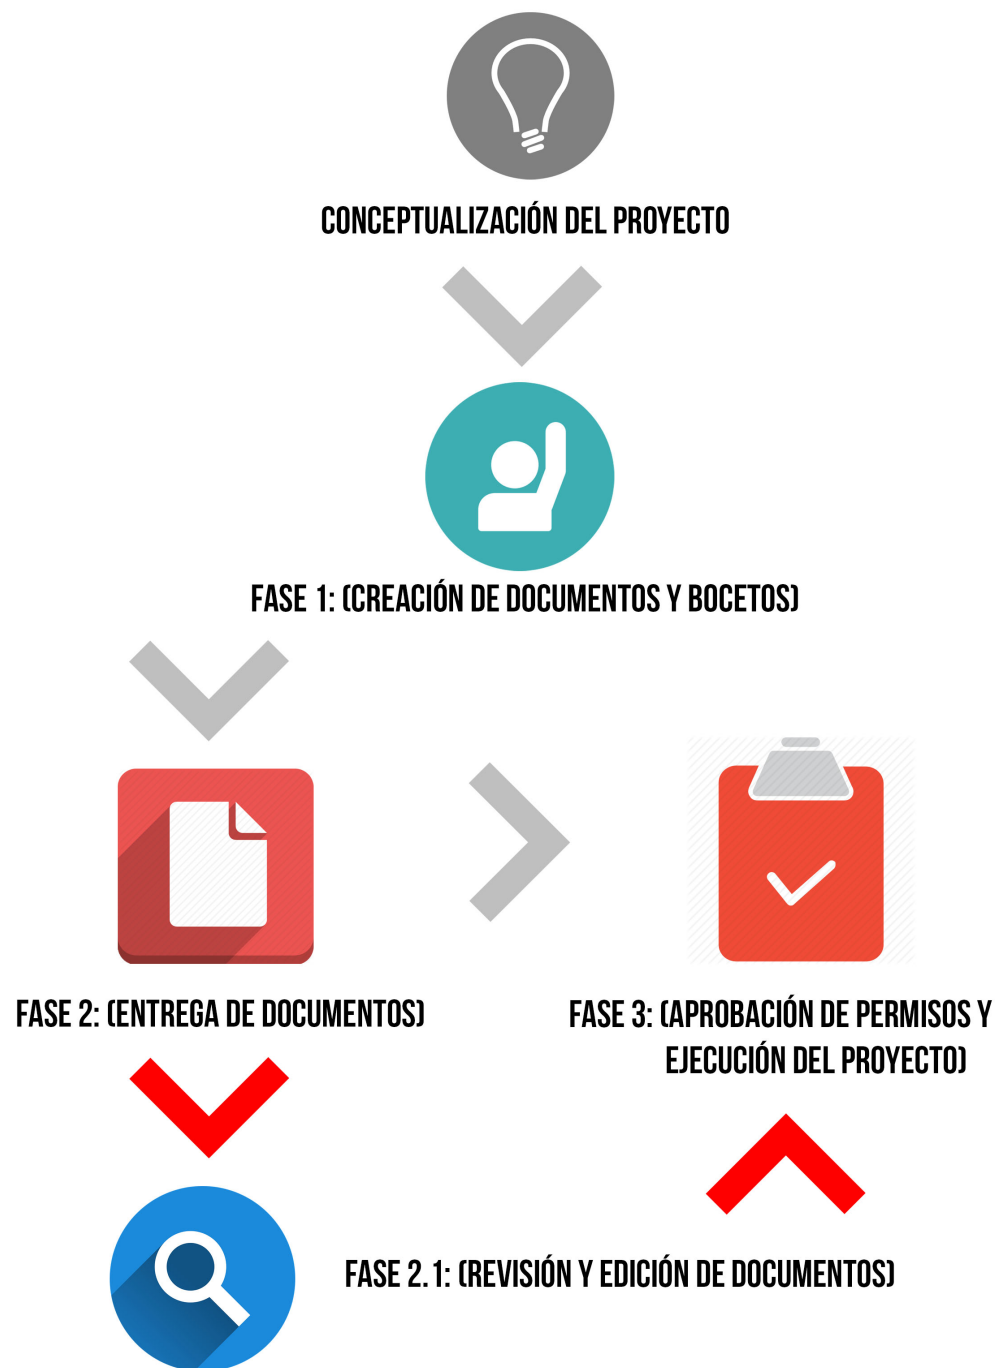 CONCEPTUALIZACIÓN DEL PROYECTO
FASE 1: (CREACIÓN DE DOCUMENTOS Y BOCETOS)
FASE 2: (ENTREGA DE DOCUMENTOS)
FASE 3: (APROBACIÓN DE PERMISOS Y
EJECUCIÓN DEL PROYECTO)
FASE 2.1: (REVISIÓN Y EDICIÓN DE DOCUMENTOS)